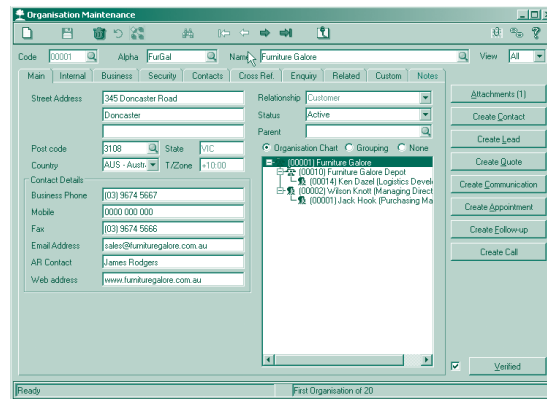 Organisation Maintenance
Code 00001 Alpha FurGal Name Furniture Galore View All
Main Internal Business Security Contacts Cross Ref. Enquiry Related Custom Notes
Street Address 345 Doncaster Road
Doncaster
Post code 3108 State VIC
Country AUS - Austr T/Zone +10:00
Contact Details
Business Phone (03) 9674 5667
Mobile 0000 000 000
Fax (03) 9674 5666
Email Address sales@furnituregalore.com.au
AR Contact James Rodgers
Web address www.furnituregalore.com.au
Relationship Customer
Status Active
Parent
Organisation Chart Grouping None
(00001) Furniture Galore
(00010) Furniture Galore Depot
(00014) Ken Dazel (Logistics Devel
(00002) Wilson Knott (Managing Direct
(00001) Jack Hook (Purchasing Ma
Attachments (1)
Create Contact
Create Lead
Create Quote
Create Communication
Create Appointment
Create Follow-up
Create Call
Verified
Ready First Organisation of 20